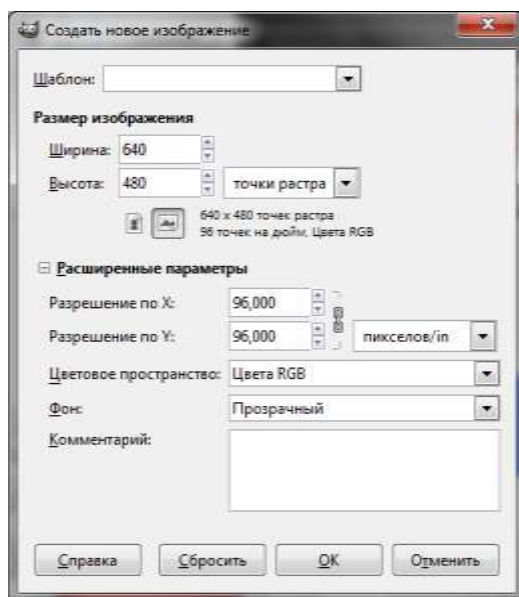 Создать новое изображение
Шаблон:
Размер изображения
Ширина: 640
Высота: 480 точки растра
640 x 480 точек растра
96 точек на дюйм, Цвета RGB
Расширенные параметры
Разрешение по X: 96,000
Разрешение по Y: 96,000 пикселов/in
Цветовое пространство: Цвета RGB
Фон: Прозрачный
Комментарий:
Справка Сбросить OK Отменить